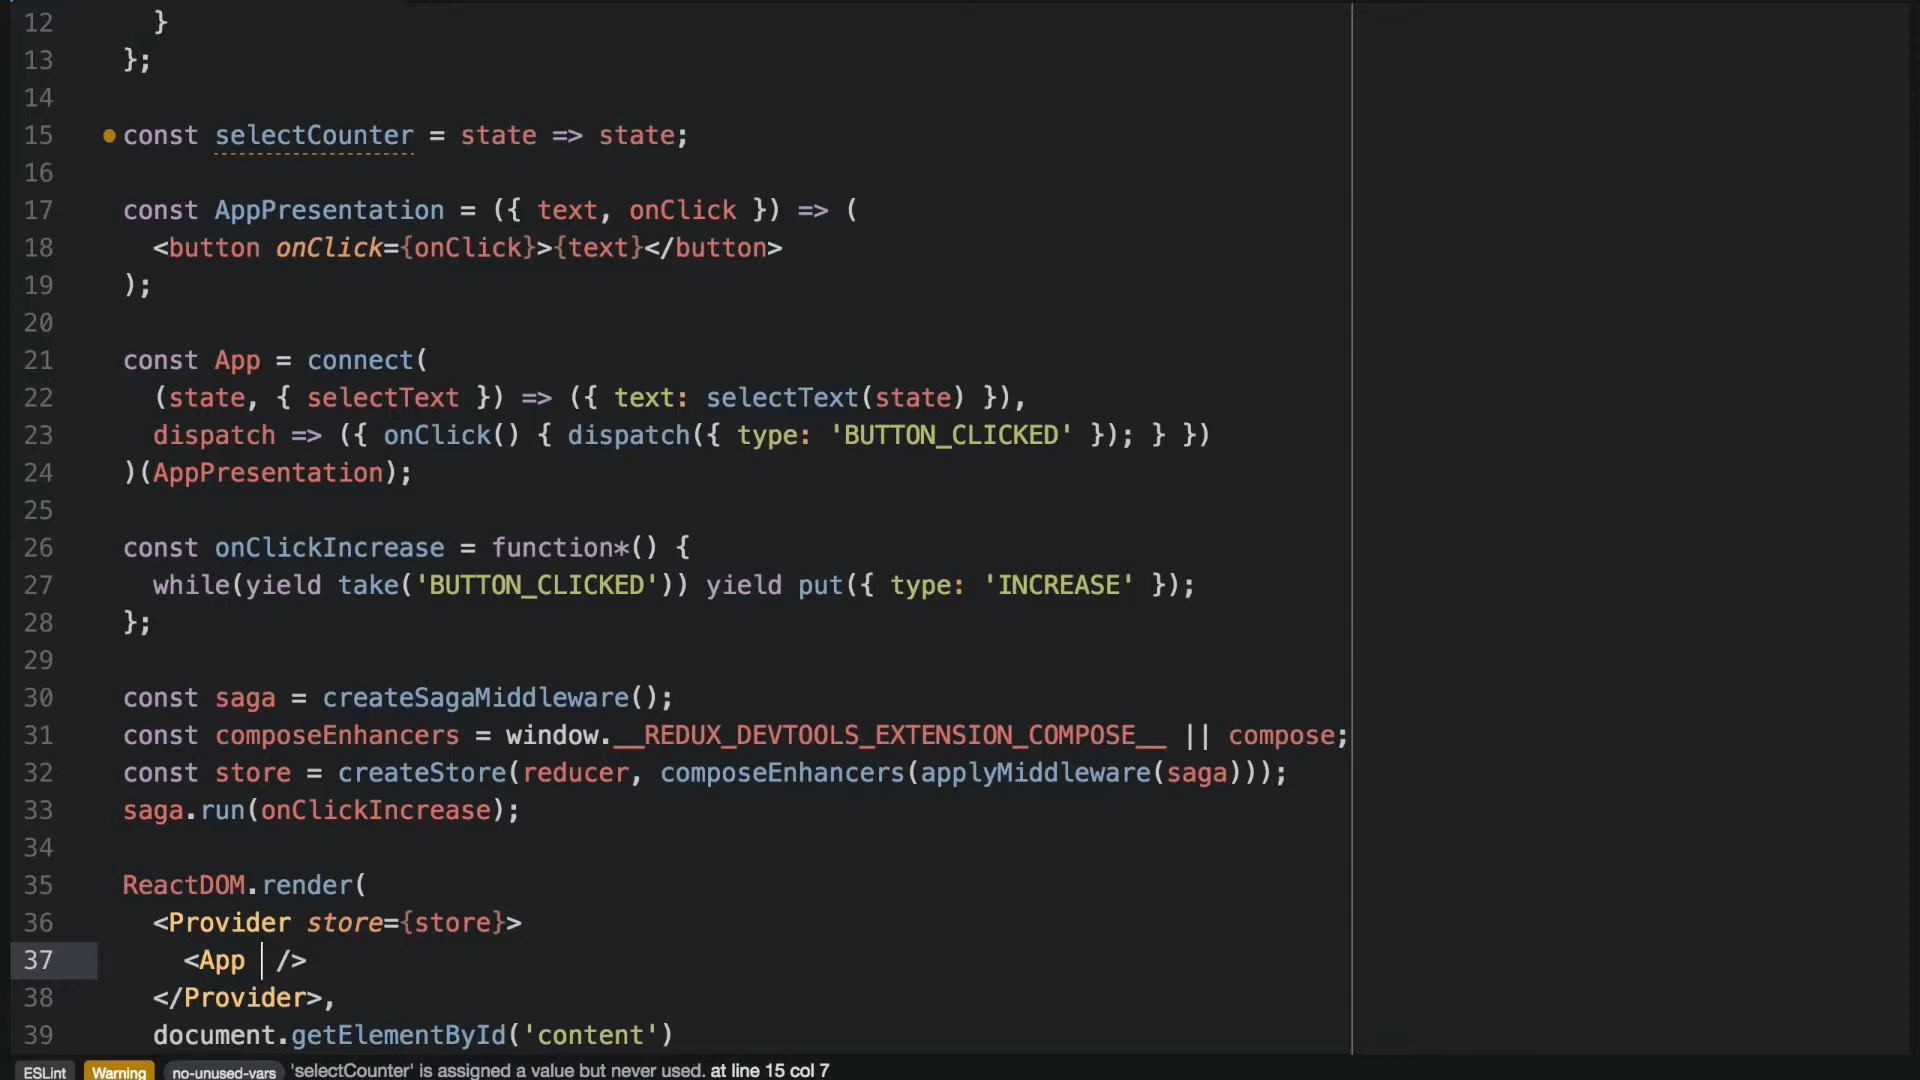 12 }
13 };
14
15 const selectCounter = state => state;
16
17 const AppPresentation = ({ text, onClick }) => (
18 <button onClick={onClick}>{text}</button>
19 );
20
21 const App = connect(
22 (state, { selectText }) => ({ text: selectText(state) }),
23 dispatch => ({ onClick() { dispatch({ type: 'BUTTON_CLICKED' }); } })
24 )(AppPresentation);
25
26 const onClickIncrease = function*() {
27 while(yield take('BUTTON_CLICKED')) yield put({ type: 'INCREASE' });
28 };
29
30 const saga = createSagaMiddleware();
31 const composeEnhancers = window.__REDUX_DEVTOOLS_EXTENSION_COMPOSE__ || compose;
32 const store = createStore(reducer, composeEnhancers(applyMiddleware(saga)));
33 saga.run(onClickIncrease);
34
35 ReactDOM.render(
36 <Provider store={store}>
37 <App />
38 </Provider>,
39 document.getElementById('content')
ESLint Warning no-unused-vars 'selectCounter' is assigned a value but never used. at line 15 col 7